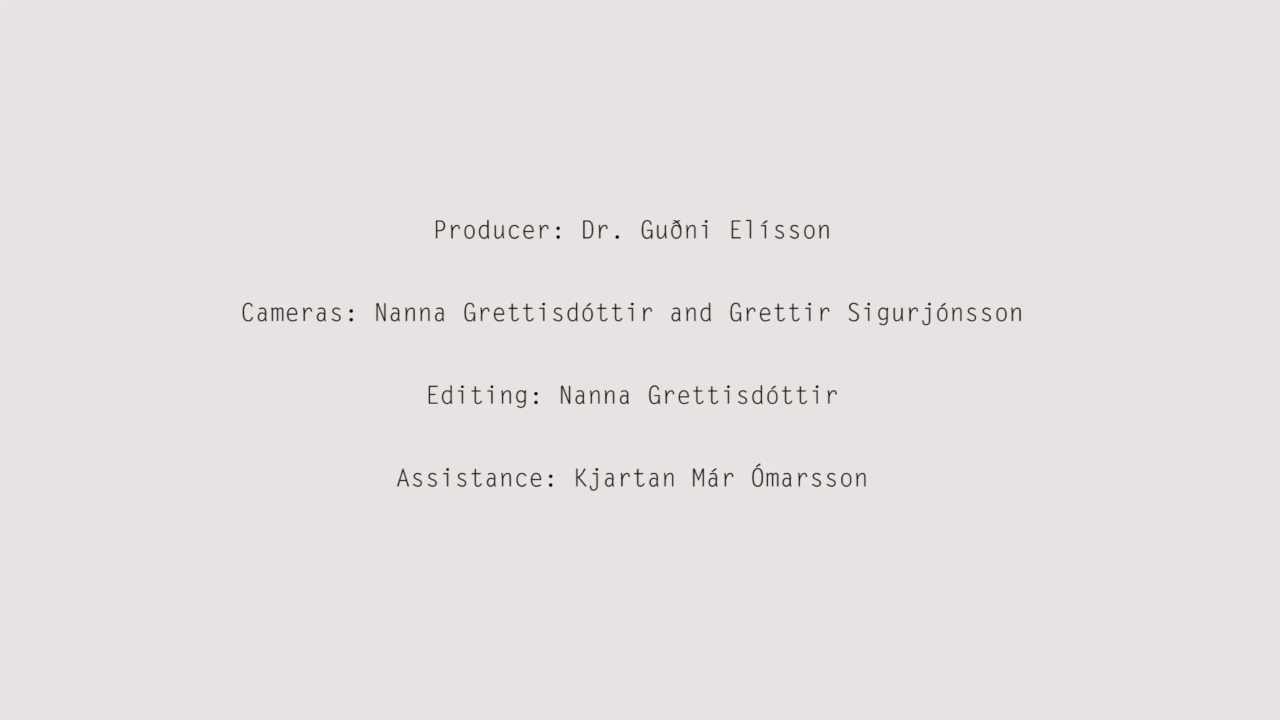 Producer: Dr. Guðni Elísson
Cameras: Nanna Grettisdóttir and Grettir Sigurjónsson
Editing: Nanna Grettisdóttir
Assistance: Kjartan Már Ómarsson